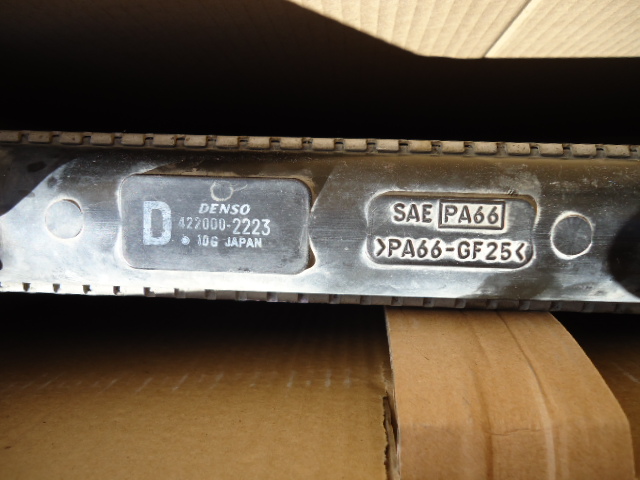 DENSO
D 422000-2223
10G JAPAN
SAE PA66
>PA66-GF25<